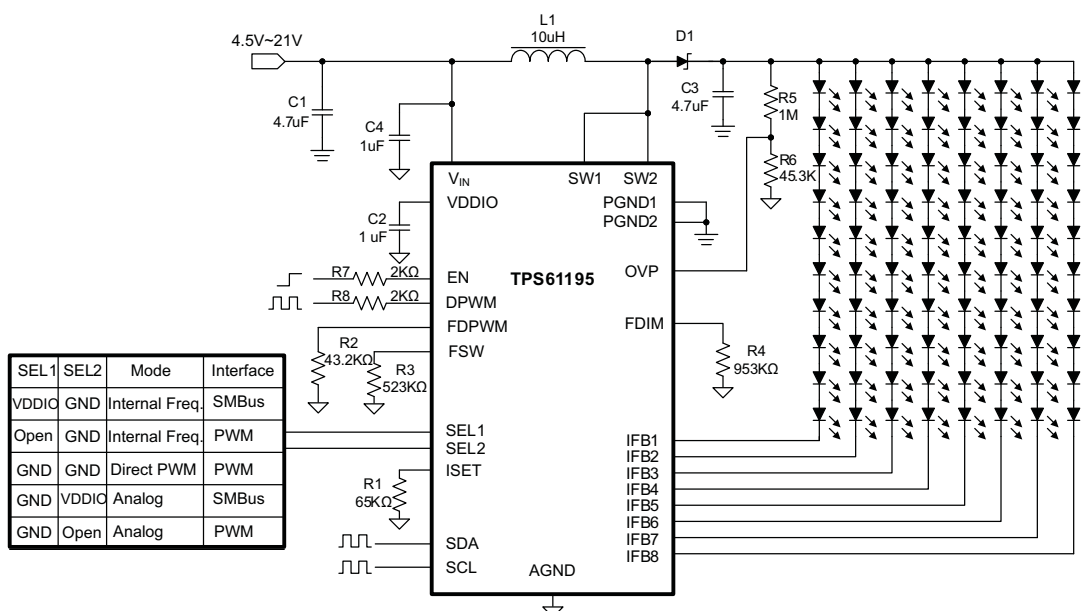 4.5V~21V
L1
10uH
D1
C1
4.7uF
C4
1uF
C3
4.7uF
R5
1M
R6
45.3K
VIN
SW1
SW2
VDDIO
PGND1
PGND2
C2
1 uF
TPS61195
OVP
R7
2KΩ
EN
R8
2KΩ
DPWM
FDPWM
FDIM
R2
43.2KΩ
FSW
R3
523KΩ
R4
953KΩ
SEL1 SEL2 Mode Interface
VDDIO GND Internal Freq. SMBus
Open GND Internal Freq. PWM
GND GND Direct PWM PWM
GND VDDIO Analog SMBus
GND Open Analog PWM
SEL1
SEL2
ISET
R1
65KΩ
SDA
SCL
AGND
IFB1
IFB2
IFB3
IFB4
IFB5
IFB6
IFB7
IFB8